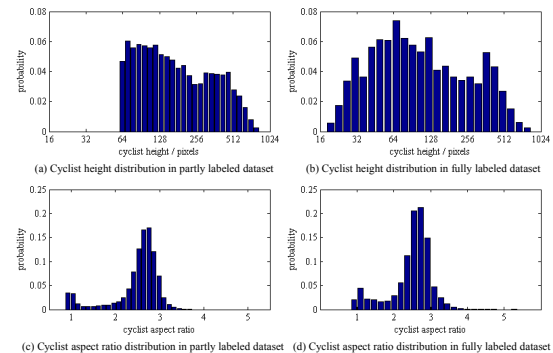 0.08
0.06
0.04
0.02
0
probability
16 32 64 128 256 512 1024
cyclist height / pixels
(a) Cyclist height distribution in partly labeled dataset
0.08
0.06
0.04
0.02
0
probability
16 32 64 128 256 512 1024
cyclist height / pixels
(b) Cyclist height distribution in fully labeled dataset
0.25
0.2
0.15
0.1
0.05
0
probability
1 2 3 4 5
cyclist aspect ratio
(c) Cyclist aspect ratio distribution in partly labeled dataset
0.25
0.2
0.15
0.1
0.05
0
probability
1 2 3 4 5
cyclist aspect ratio
(d) Cyclist aspect ratio distribution in fully labeled dataset